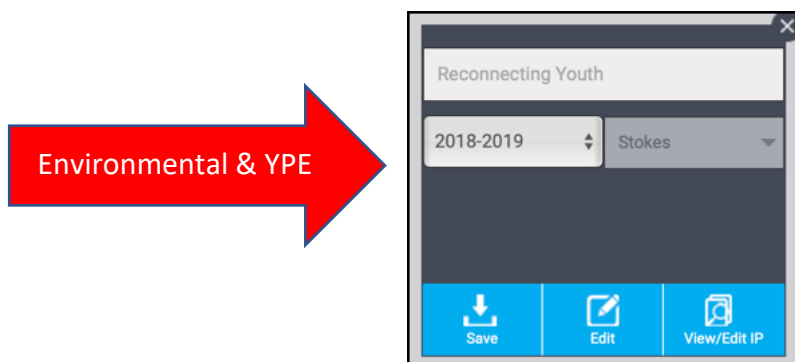 Environmental & YPE
Reconnecting Youth
2018-2019
Stokes
Save
Edit
View/Edit IP